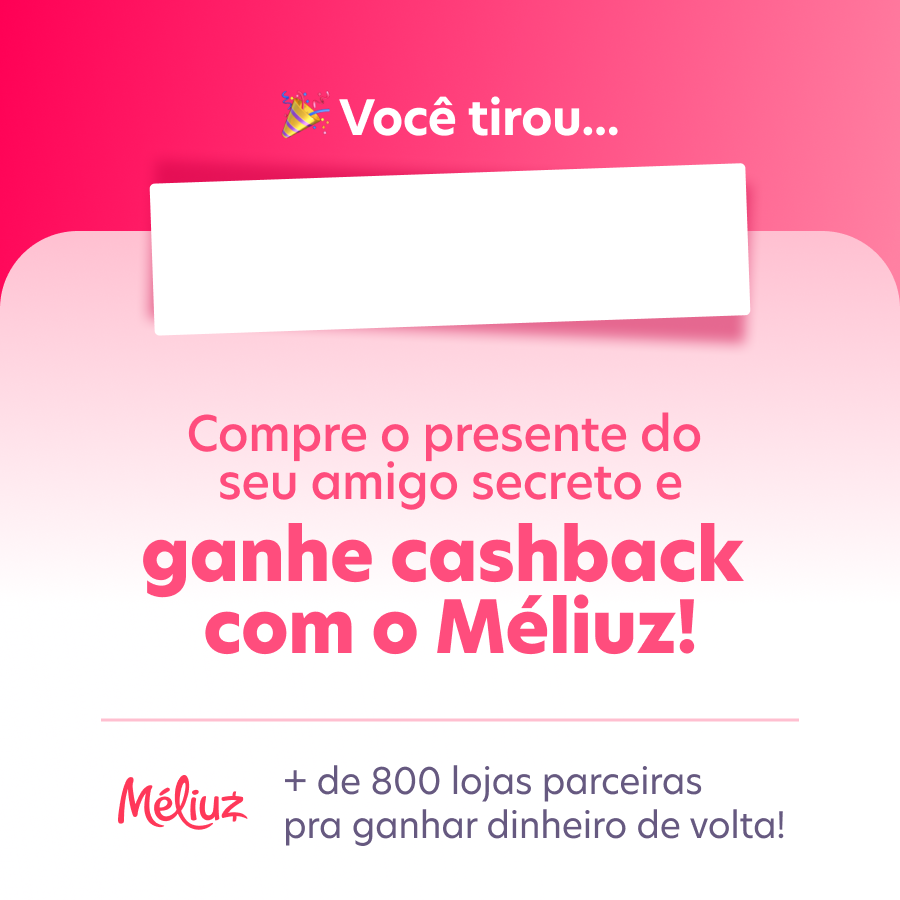 🎉 Você tirou...
Compre o presente do
seu amigo secreto e
ganhe cashback
com o Méliuz!
Méliuz
+ de 800 lojas parceiras
pra ganhar dinheiro de volta!